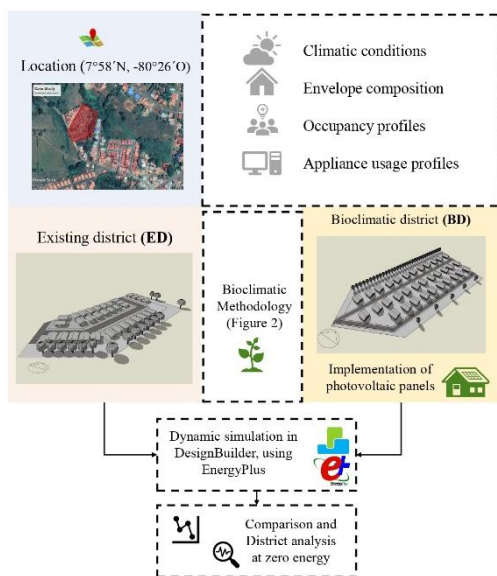 Location (7°58´N, -80°26´O)
Climatic conditions
Envelope composition
Occupancy profiles
Appliance usage profiles
Existing district (ED)
Bioclimatic
Methodology
(Figure 2)
Bioclimatic district (BD)
Implementation of
photovoltaic panels
Dynamic simulation in
DesignBuilder, using
EnergyPlus
Comparison and
District analysis
at zero energy